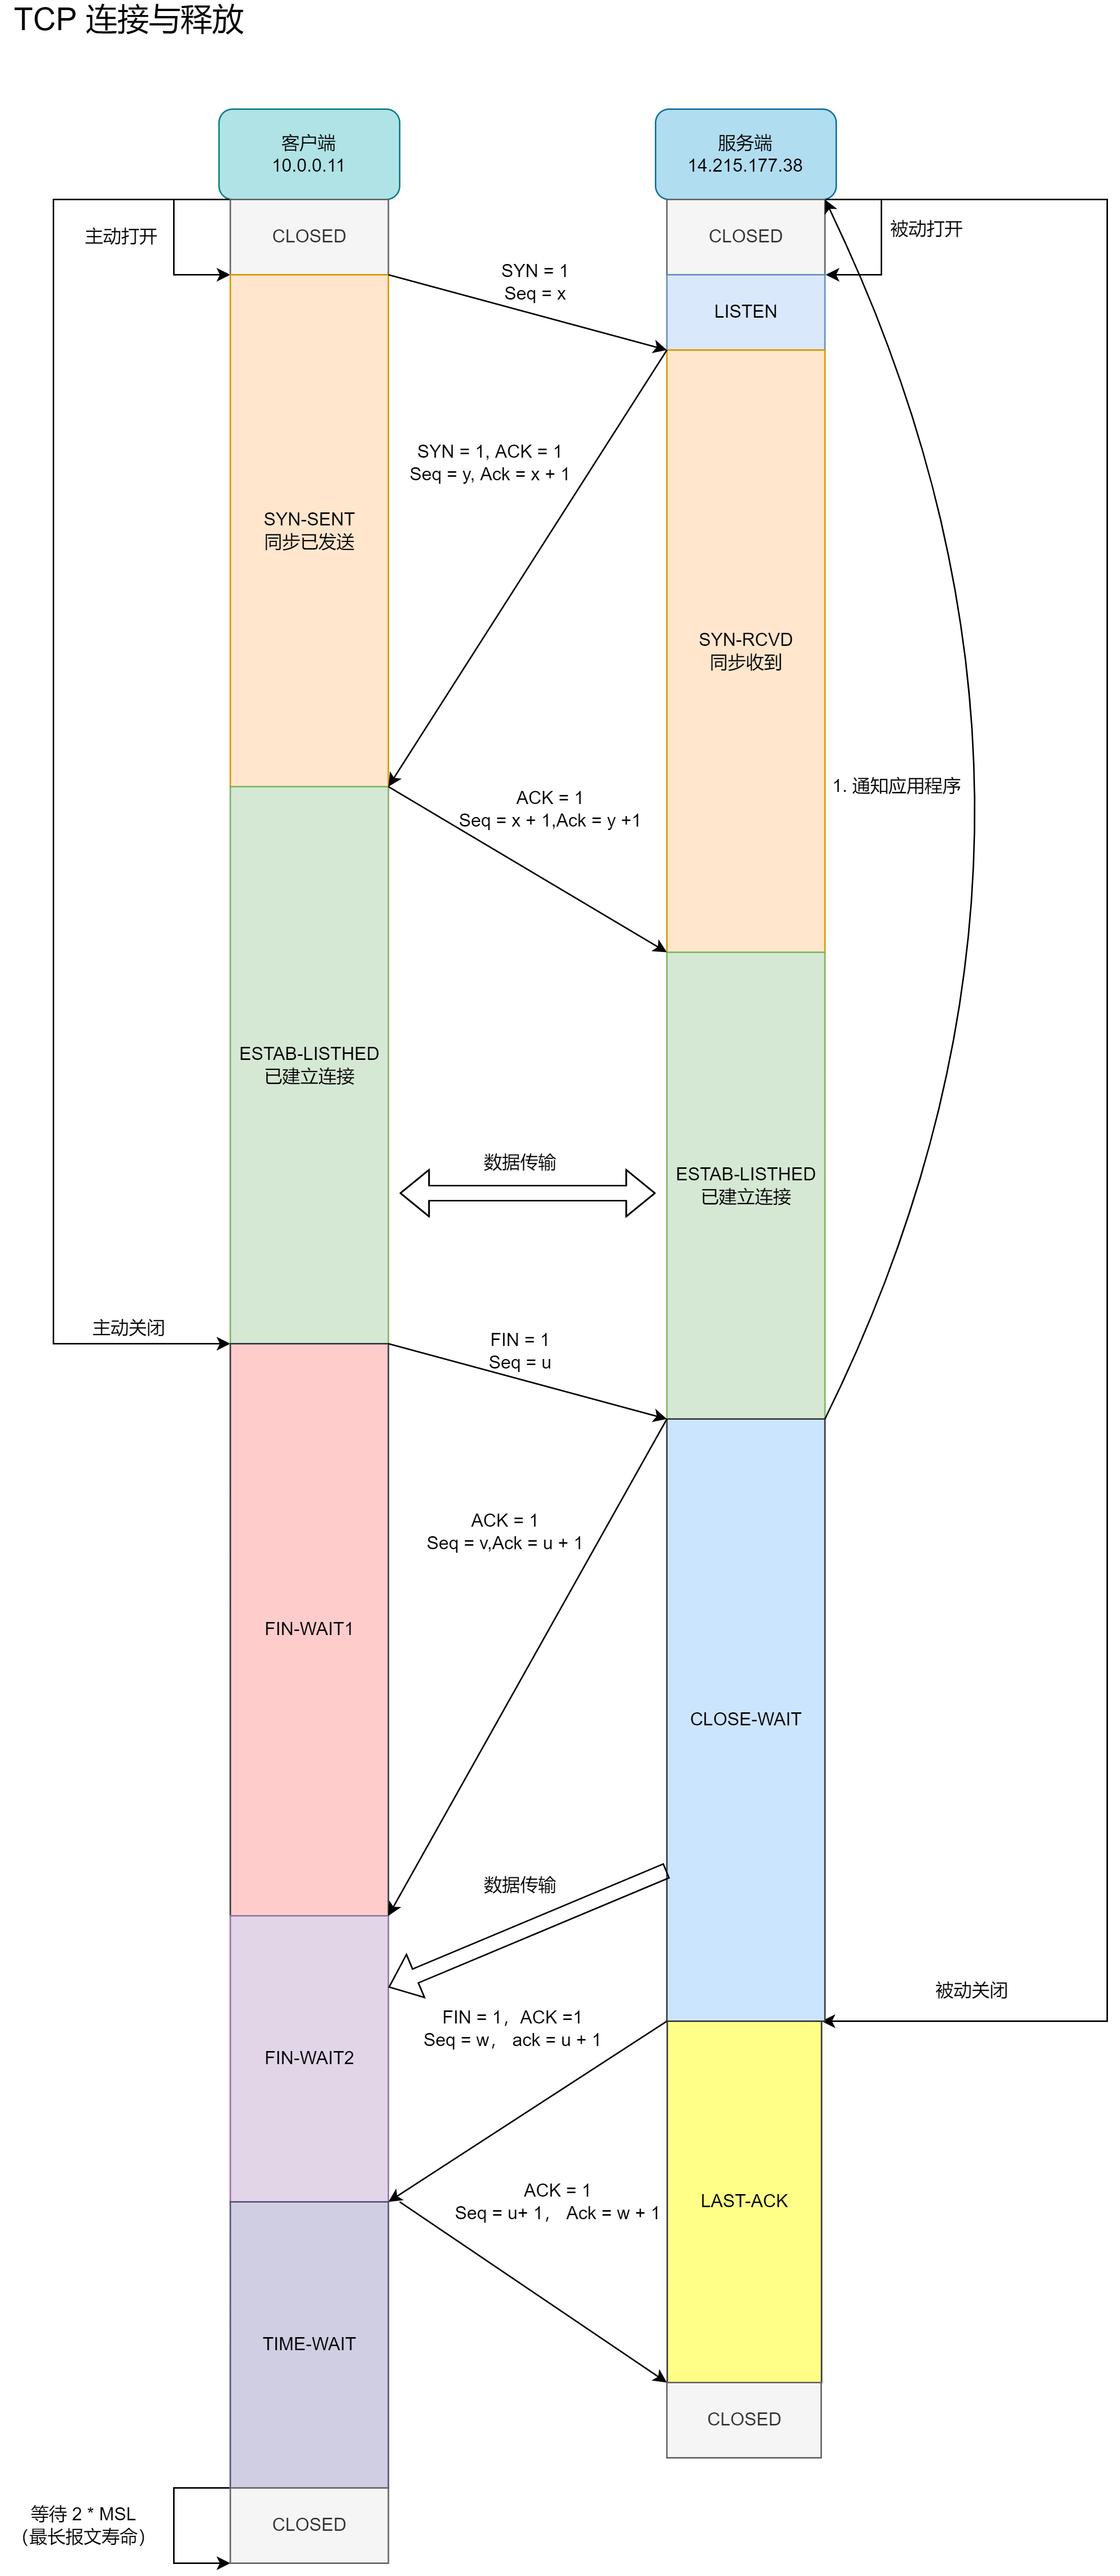 TCP 连接与释放
客户端
10.0.0.11
服务端
14.215.177.38
主动打开
CLOSED
CLOSED
被动打开
SYN = 1
Seq = x
LISTEN
SYN = 1, ACK = 1
Seq = y, Ack = x + 1
SYN-SENT
同步已发送
SYN-RCVD
同步收到
1. 通知应用程序
ACK = 1
Seq = x + 1,Ack = y +1
ESTAB-LISTHED
已建立连接
数据传输
ESTAB-LISTHED
已建立连接
主动关闭
FIN = 1
Seq = u
ACK = 1
Seq = v,Ack = u + 1
FIN-WAIT1
CLOSE-WAIT
数据传输
被动关闭
FIN = 1，ACK =1
Seq = w， ack = u + 1
FIN-WAIT2
ACK = 1
Seq = u+ 1， Ack = w + 1
LAST-ACK
TIME-WAIT
CLOSED
等待 2 * MSL
（最长报文寿命）
CLOSED